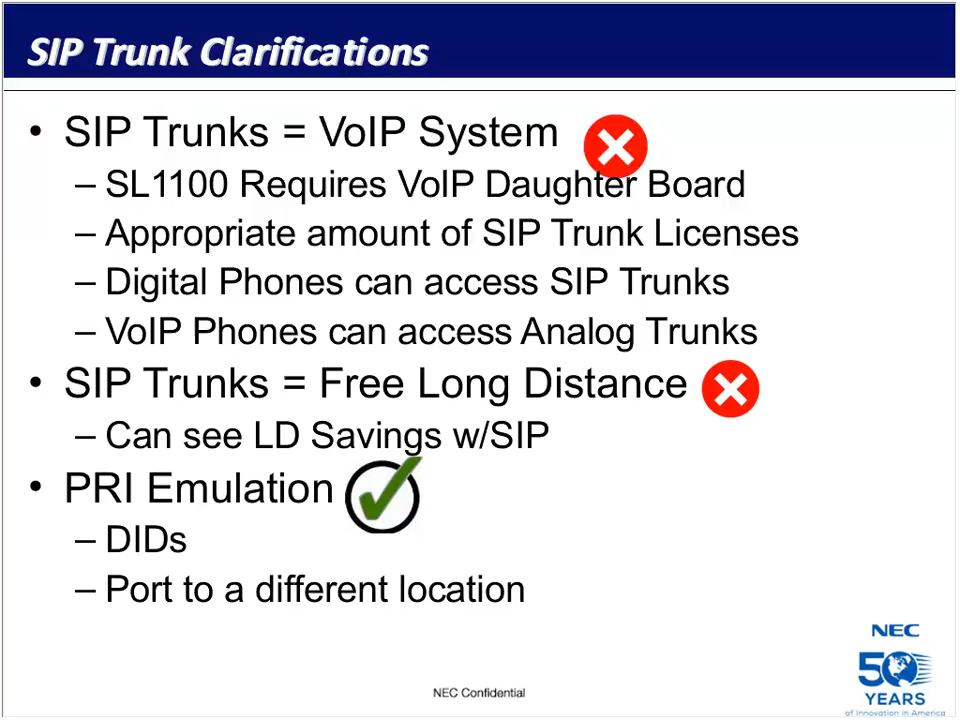 SIP Trunk Clarifications
• SIP Trunks = VoIP System
– SL1100 Requires VoIP Daughter Board
– Appropriate amount of SIP Trunk Licenses
– Digital Phones can access SIP Trunks
– VoIP Phones can access Analog Trunks
• SIP Trunks = Free Long Distance
– Can see LD Savings w/SIP
• PRI Emulation
– DIDs
– Port to a different location
NEC
50
YEARS
of Innovation in America
NEC Confidential